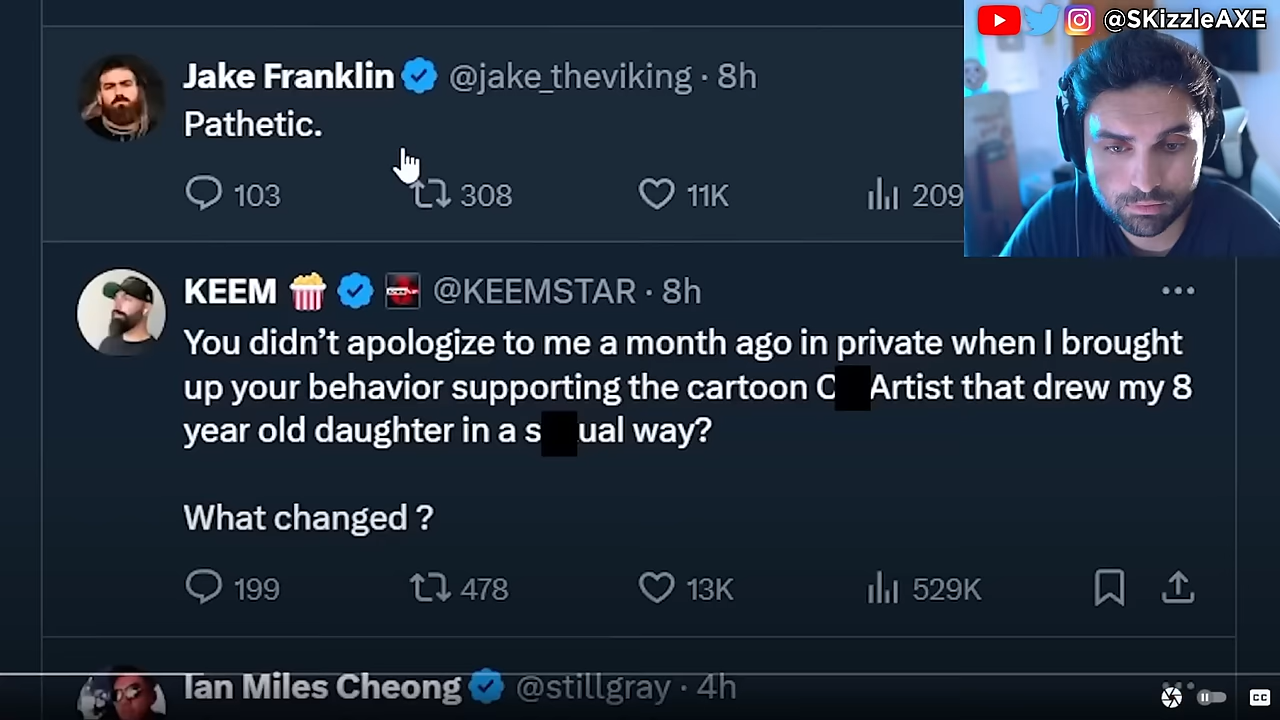 @SKizzleAXE
Jake Franklin @jake_theviking · 8h
Pathetic.
103 308 11K 209
KEEM @KEEMSTAR · 8h
You didn’t apologize to me a month ago in private when I brought
up your behavior supporting the cartoon C Artist that drew my 8
year old daughter in a s ual way?
What changed ?
199 478 13K 529K
Ian Miles Cheong @stillgray · 4h
CC